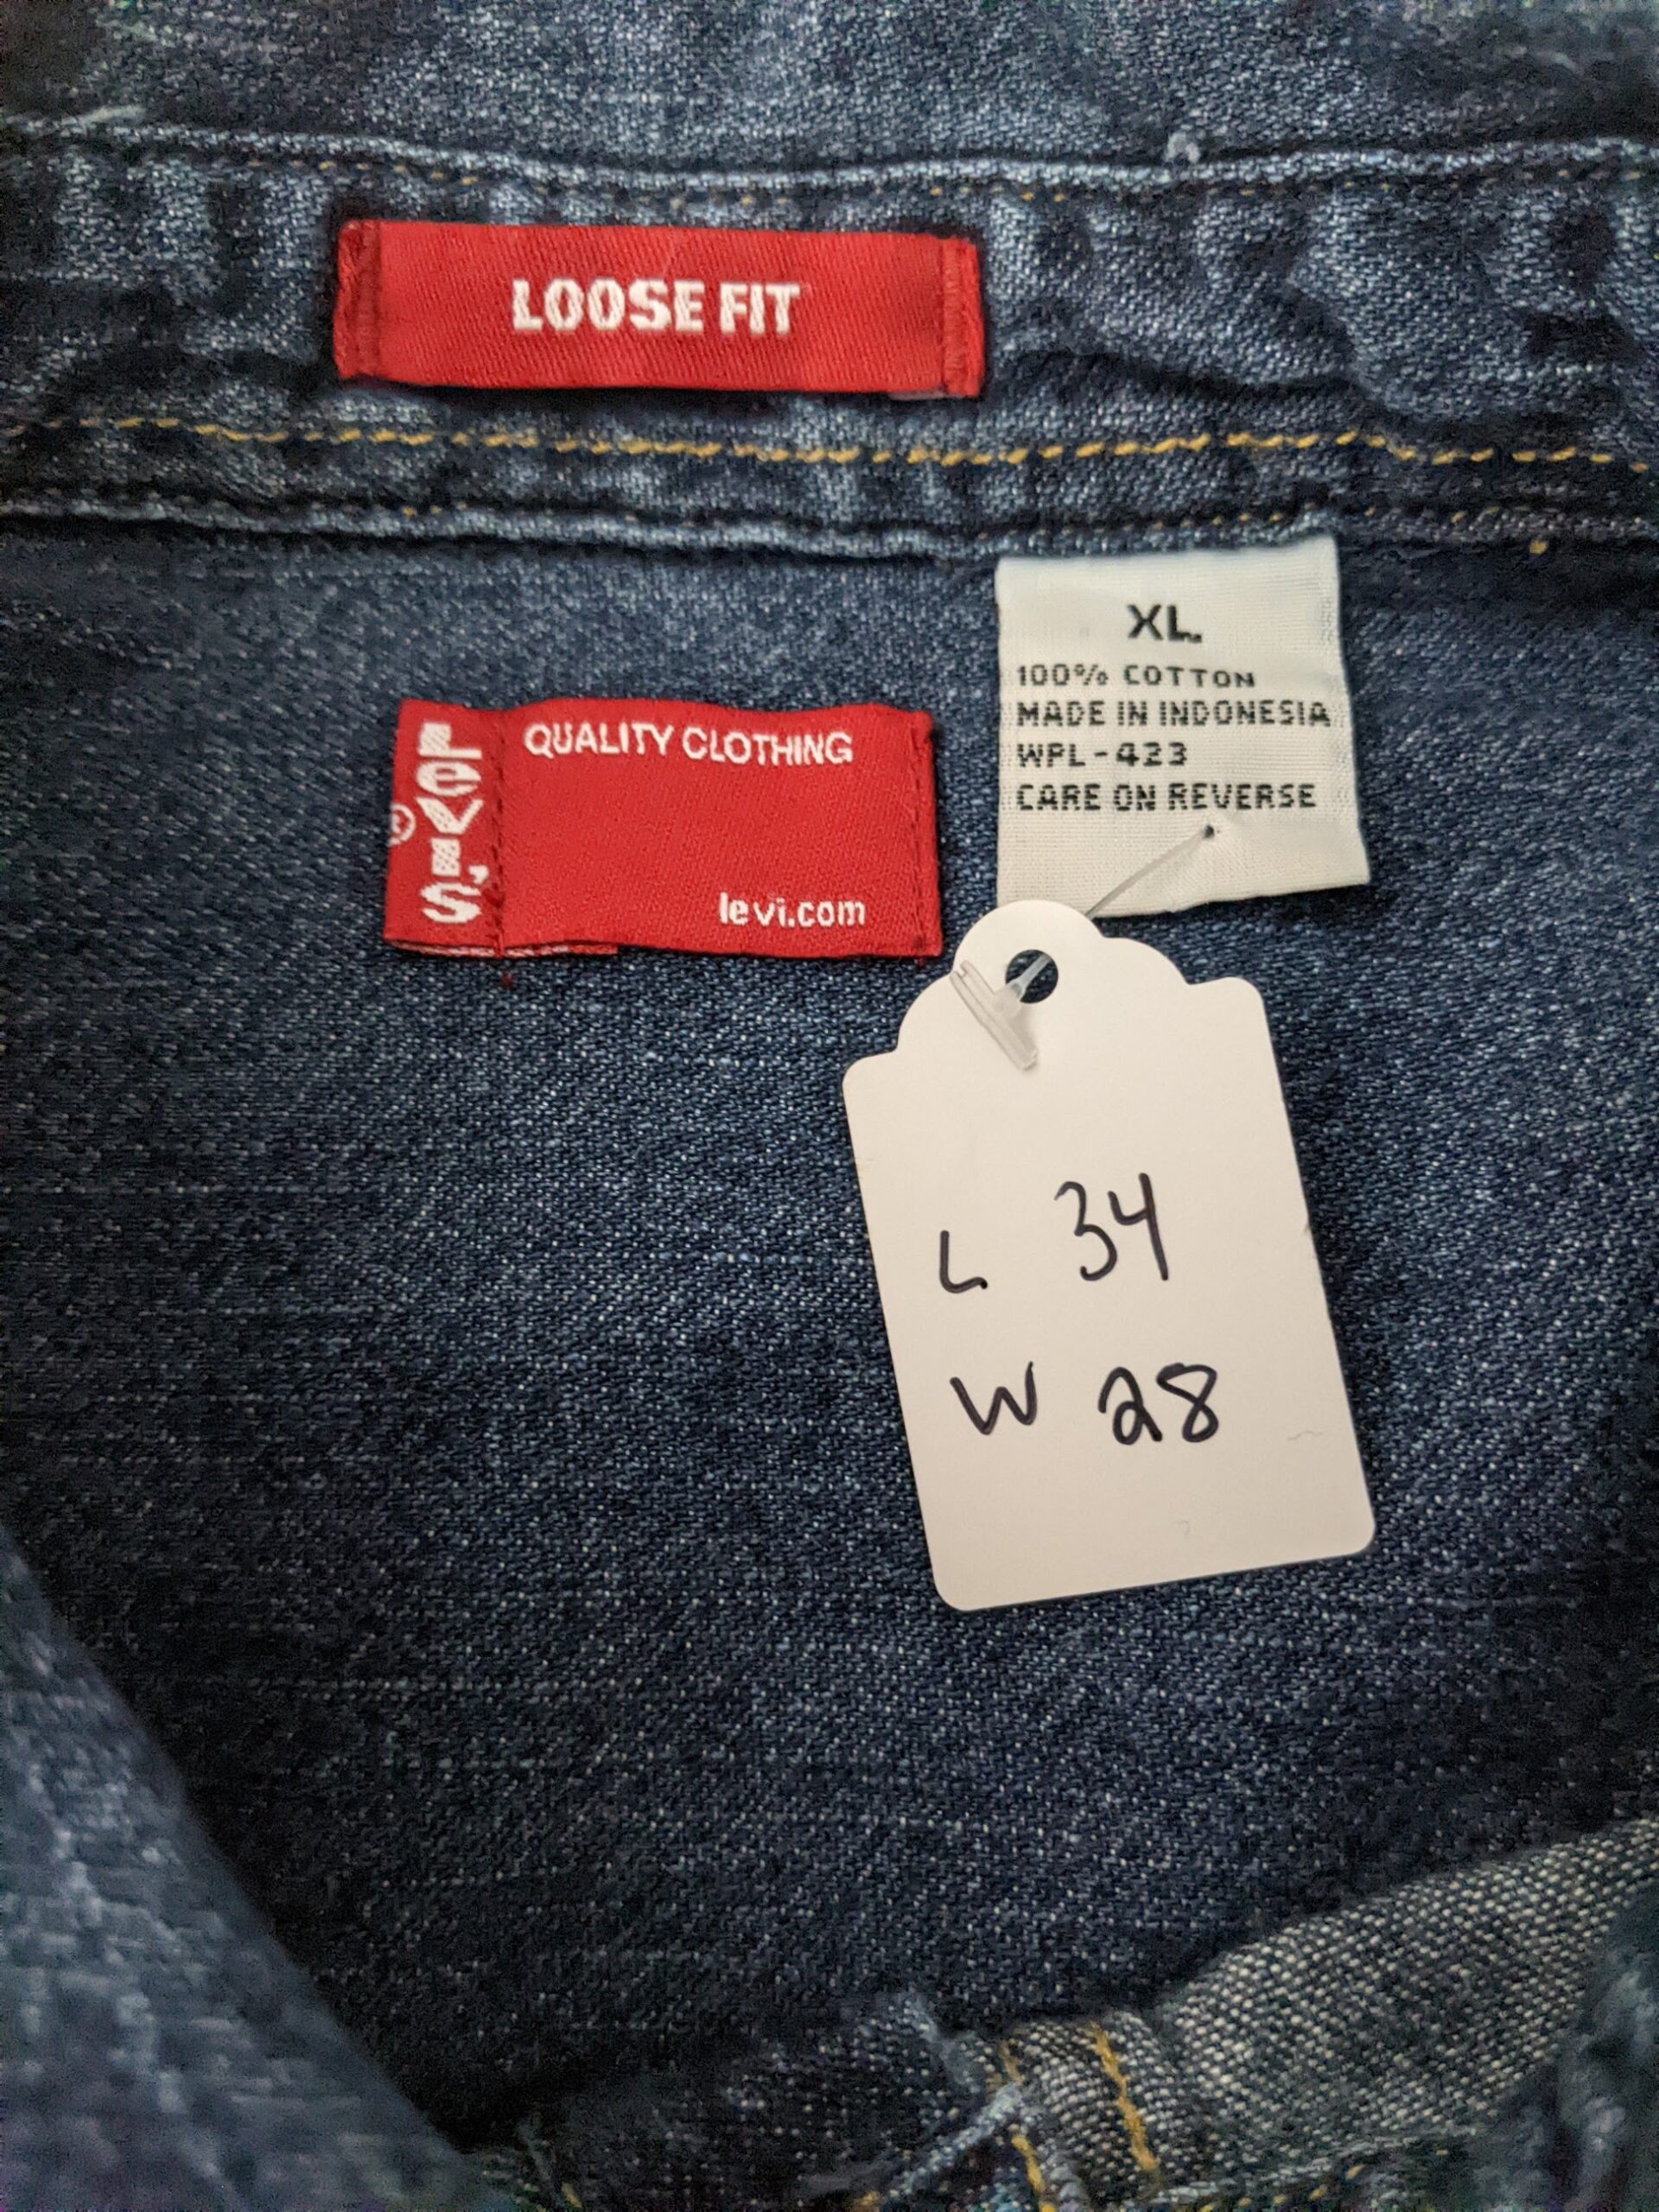 LOOSE FIT
XL
100% COTTON
MADE IN INDONESIA
WPL-423
CARE ON REVERSE
LEVI'S ®
QUALITY CLOTHING
levi.com
L 34
W 28